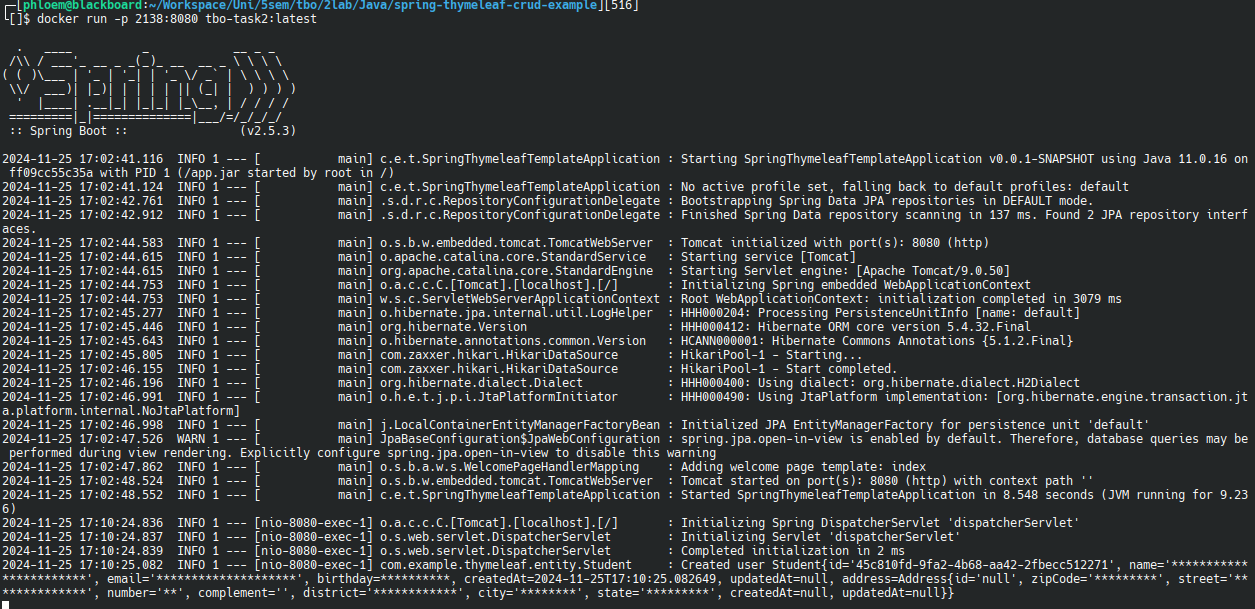 ┌─[phloem@blackboard:~/Workspace/Uni/5sem/tbo/2lab/Java/spring-thymeleaf-crud-example][516]
└[]$ docker run -p 2138:8080 tbo-task2:latest
  .   ____          _            __ _ _
 /\\ / ___'_ __ _ _(_)_ __  __ _ \ \ \ \
( ( )\___ | '_ | '_| | '_ \/ _` | \ \ \ \
 \\/  ___)| |_)| | | | | || (_| |  ) ) ) )
  '  |____| .__|_| |_|_| |_\__, | / / / /
 =========|_|==============|___/=/_/_/_/
 :: Spring Boot ::                (v2.5.3)
2024-11-25 17:02:41.116  INFO 1 --- [           main] c.e.t.SpringThymeleafTemplateApplication : Starting SpringThymeleafTemplateApplication v0.0.1-SNAPSHOT using Java 11.0.16 on
 ff09cc55c35a with PID 1 (/app.jar started by root in /)
2024-11-25 17:02:41.124  INFO 1 --- [           main] c.e.t.SpringThymeleafTemplateApplication : No active profile set, falling back to default profiles: default
2024-11-25 17:02:42.761  INFO 1 --- [           main] .s.d.r.c.RepositoryConfigurationDelegate : Bootstrapping Spring Data JPA repositories in DEFAULT mode.
2024-11-25 17:02:42.912  INFO 1 --- [           main] .s.d.r.c.RepositoryConfigurationDelegate : Finished Spring Data repository scanning in 137 ms. Found 2 JPA repository interf
aces.
2024-11-25 17:02:44.583  INFO 1 --- [           main] o.s.b.w.embedded.tomcat.TomcatWebServer  : Tomcat initialized with port(s): 8080 (http)
2024-11-25 17:02:44.615  INFO 1 --- [           main] o.apache.catalina.core.StandardService   : Starting service [Tomcat]
2024-11-25 17:02:44.615  INFO 1 --- [           main] org.apache.catalina.core.StandardEngine  : Starting Servlet engine: [Apache Tomcat/9.0.50]
2024-11-25 17:02:44.753  INFO 1 --- [           main] o.a.c.c.C.[Tomcat].[localhost].[/]       : Initializing Spring embedded WebApplicationContext
2024-11-25 17:02:44.753  INFO 1 --- [           main] w.s.c.ServletWebServerApplicationContext : Root WebApplicationContext: initialization completed in 3079 ms
2024-11-25 17:02:45.277  INFO 1 --- [           main] o.hibernate.jpa.internal.util.LogHelper  : HHH000204: Processing PersistenceUnitInfo [name: default]
2024-11-25 17:02:45.446  INFO 1 --- [           main] org.hibernate.Version                    : HHH000412: Hibernate ORM core version 5.4.32.Final
2024-11-25 17:02:45.643  INFO 1 --- [           main] o.hibernate.annotations.common.Version   : HCANN000001: Hibernate Commons Annotations {5.1.2.Final}
2024-11-25 17:02:45.805  INFO 1 --- [           main] com.zaxxer.hikari.HikariDataSource       : HikariPool-1 - Starting...
2024-11-25 17:02:46.155  INFO 1 --- [           main] com.zaxxer.hikari.HikariDataSource       : HikariPool-1 - Start completed.
2024-11-25 17:02:46.196  INFO 1 --- [           main] org.hibernate.dialect.Dialect            : HHH000400: Using dialect: org.hibernate.dialect.H2Dialect
2024-11-25 17:02:46.991  INFO 1 --- [           main] o.h.e.t.j.p.i.JtaPlatformInitiator       : HHH000490: Using JtaPlatform implementation: [org.hibernate.engine.transaction.jt
a.platform.internal.NoJtaPlatform]
2024-11-25 17:02:46.998  INFO 1 --- [           main] j.LocalContainerEntityManagerFactoryBean : Initialized JPA EntityManagerFactory for persistence unit 'default'
2024-11-25 17:02:47.526  WARN 1 --- [           main] JpaBaseConfiguration$JpaWebConfiguration : spring.jpa.open-in-view is enabled by default. Therefore, database queries may be
 performed during view rendering. Explicitly configure spring.jpa.open-in-view to disable this warning
2024-11-25 17:02:47.862  INFO 1 --- [           main] o.s.b.a.w.s.WelcomePageHandlerMapping    : Adding welcome page template: index
2024-11-25 17:02:48.524  INFO 1 --- [           main] o.s.b.w.embedded.tomcat.TomcatWebServer  : Tomcat started on port(s): 8080 (http) with context path ''
2024-11-25 17:02:48.552  INFO 1 --- [           main] c.e.t.SpringThymeleafTemplateApplication : Started SpringThymeleafTemplateApplication in 8.548 seconds (JVM running for 9.23
6)
2024-11-25 17:10:24.836  INFO 1 --- [nio-8080-exec-1] o.a.c.c.C.[Tomcat].[localhost].[/]       : Initializing Spring DispatcherServlet 'dispatcherServlet'
2024-11-25 17:10:24.837  INFO 1 --- [nio-8080-exec-1] o.s.web.servlet.DispatcherServlet        : Initializing Servlet 'dispatcherServlet'
2024-11-25 17:10:24.839  INFO 1 --- [nio-8080-exec-1] o.s.web.servlet.DispatcherServlet        : Completed initialization in 2 ms
2024-11-25 17:10:25.082  INFO 1 --- [nio-8080-exec-1] com.example.thymeleaf.entity.Student     : Created user Student{id='45c810fd-9fa2-4b68-aa42-2fbecc512271', name='***********
************', email='********************', birthday=**********, createdAt=2024-11-25T17:10:25.082649, updatedAt=null, address=Address{id='null', zipCode='*********', street='**
************', number='**', complement='', district='************', city='********', state='*********', createdAt=null, updatedAt=null}}